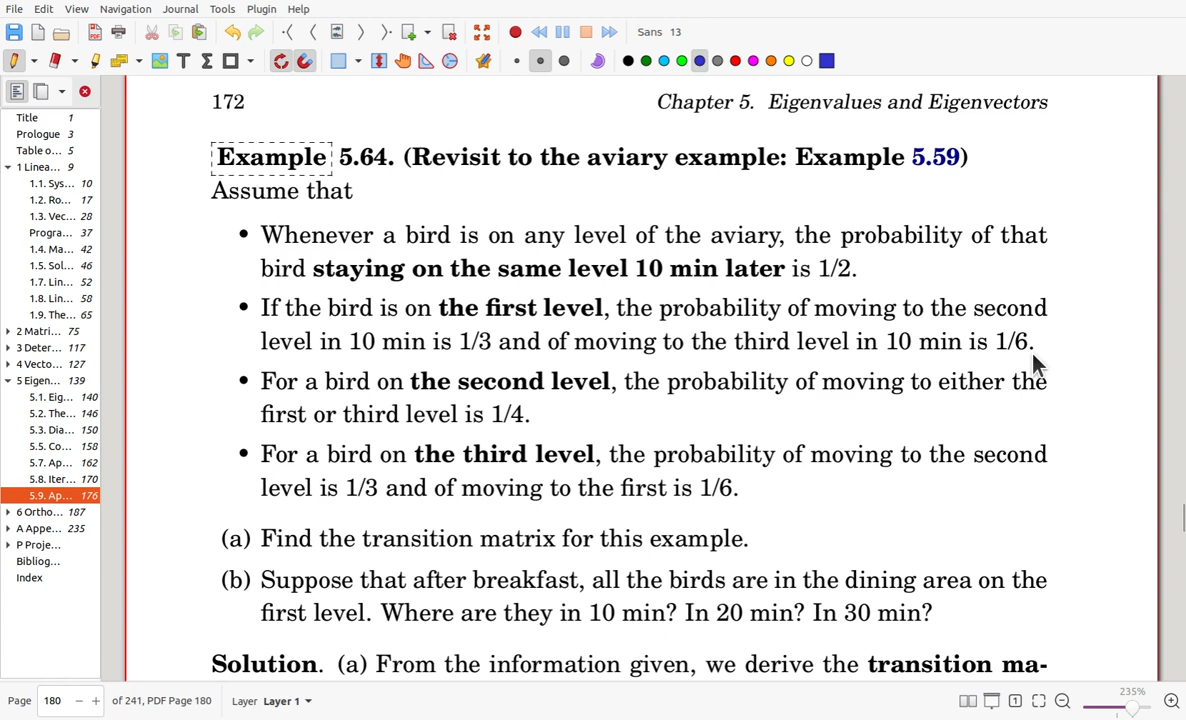 File Edit View Navigation Journal Tools Plugin Help
Sans 13
Title 1
Prologue 3
Table o... 5
1 Linea... 9
1.1. Sys... 10
1.2. Ro... 17
1.3. Vec... 28
Progra... 37
1.4. Ma... 42
1.5. Sol... 46
1.7. Lin... 52
1.8. Lin... 58
1.9. The... 65
2 Matri... 75
3 Deter... 117
4 Vecto... 127
5 Eigen... 139
5.1. Eig... 140
5.2. The... 146
5.3. Dia... 150
5.5. Co... 158
5.7. Ap... 162
5.8. Iter... 170
5.9. Ap... 176
6 Ortho... 187
A Appe... 235
P Proje...
Bibliog...
Index
172 Chapter 5. Eigenvalues and Eigenvectors
Example 5.64. (Revisit to the aviary example: Example 5.59)
Assume that
• Whenever a bird is on any level of the aviary, the probability of that
bird staying on the same level 10 min later is 1/2.
• If the bird is on the first level, the probability of moving to the second
level in 10 min is 1/3 and of moving to the third level in 10 min is 1/6.
• For a bird on the second level, the probability of moving to either the
first or third level is 1/4.
• For a bird on the third level, the probability of moving to the second
level is 1/3 and of moving to the first is 1/6.
(a) Find the transition matrix for this example.
(b) Suppose that after breakfast, all the birds are in the dining area on the
first level. Where are they in 10 min? In 20 min? In 30 min?
Solution. (a) From the information given, we derive the transition ma-
Page 180 − + of 241, PDF Page 180 Layer Layer 1 235%